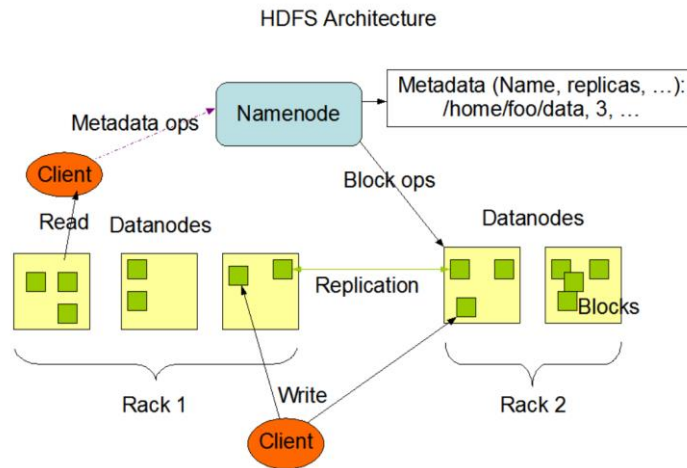 HDFS Architecture
Metadata (Name, replicas, …):
/home/foo/data, 3, …
Namenode
Metadata ops
Client
Block ops
Read
Datanodes
Datanodes
Replication
Blocks
Write
Rack 1
Rack 2
Client